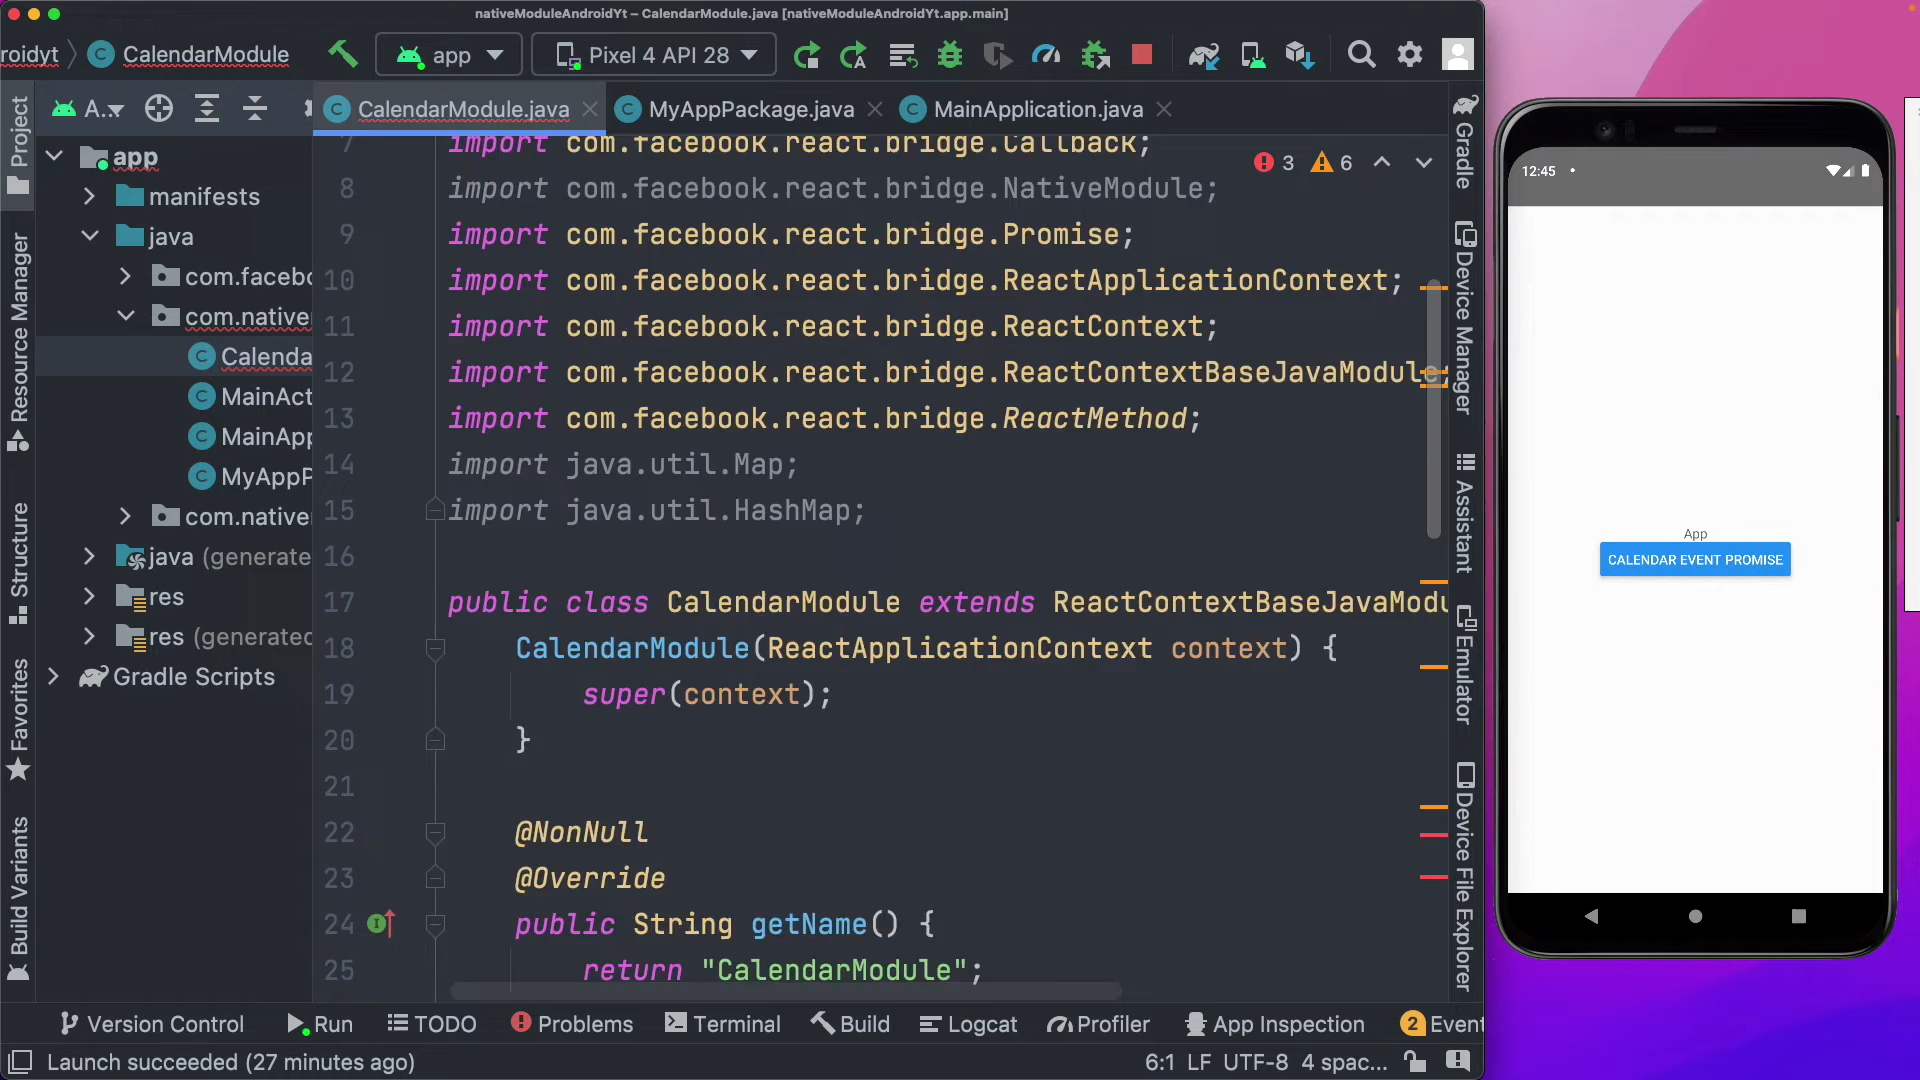 nativeModuleAndroidYt – CalendarModule.java [nativeModuleAndroidYt.app.main]
roidyt CalendarModule app Pixel 4 API 28
A... CalendarModule.java MyAppPackage.java MainApplication.java
Project
Resource Manager
Structure
Favorites
Build Variants
app
manifests
java
com.facebo
com.native
Calenda
MainAct
MainApp
MyAppP
com.native
java (generate
res
res (generated
Gradle Scripts
3 6
7 import com.facebook.react.bridge.Callback;
8 import com.facebook.react.bridge.NativeModule;
9 import com.facebook.react.bridge.Promise;
10 import com.facebook.react.bridge.ReactApplicationContext;
11 import com.facebook.react.bridge.ReactContext;
12 import com.facebook.react.bridge.ReactContextBaseJavaModule;
13 import com.facebook.react.bridge.ReactMethod;
14 import java.util.Map;
15 import java.util.HashMap;
16
17 public class CalendarModule extends ReactContextBaseJavaModu
18 CalendarModule(ReactApplicationContext context) {
19 super(context);
20 }
21
22 @NonNull
23 @Override
24 public String getName() {
25 return "CalendarModule";
Gradle
Device Manager
Assistant
Emulator
Device File Explorer
Version Control Run TODO Problems Terminal Build Logcat Profiler App Inspection 2 Event
Launch succeeded (27 minutes ago) 6:1 LF UTF-8 4 spac...
12:45
App
CALENDAR EVENT PROMISE